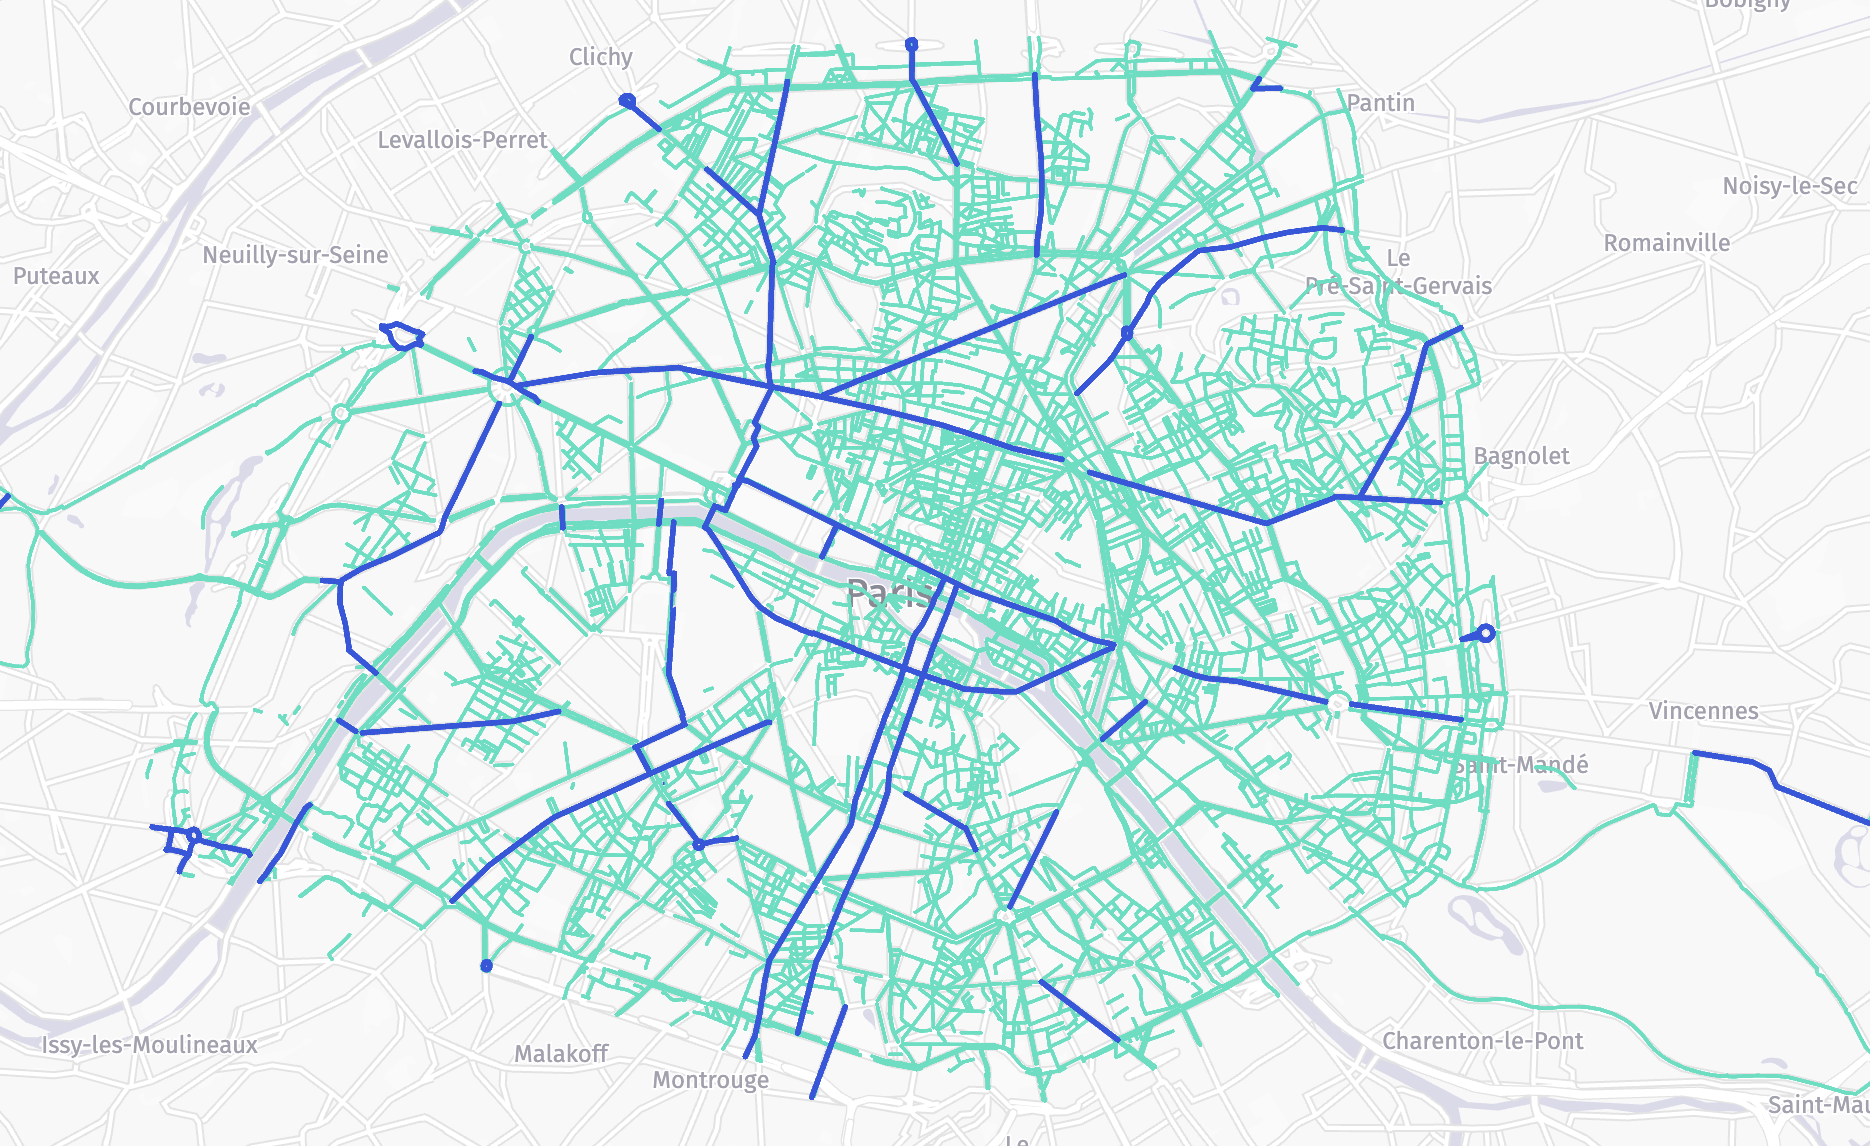 Bobigny
Clichy
Courbevoie
Pantin
Levallois-Perret
Noisy-le-Sec
Neuilly-sur-Seine
Romainville
Puteaux
Le
Pré-Saint-Gervais
Bagnolet
Paris
Vincennes
Saint-Mandé
Issy-les-Moulineaux
Malakoff
Charenton-le-Pont
Montrouge
Saint-Mau
Le